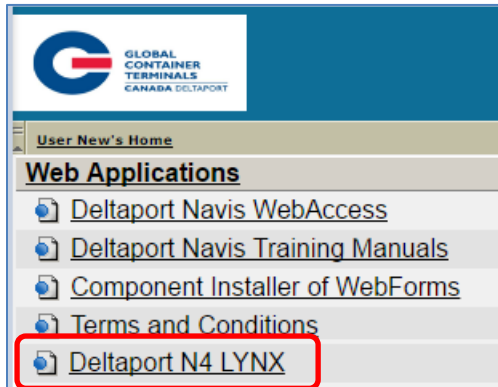 GLOBAL
CONTAINER
TERMINALS
CANADA DELTAPORT
User New's Home
Web Applications
Deltaport Navis WebAccess
Deltaport Navis Training Manuals
Component Installer of WebForms
Terms and Conditions
Deltaport N4 LYNX